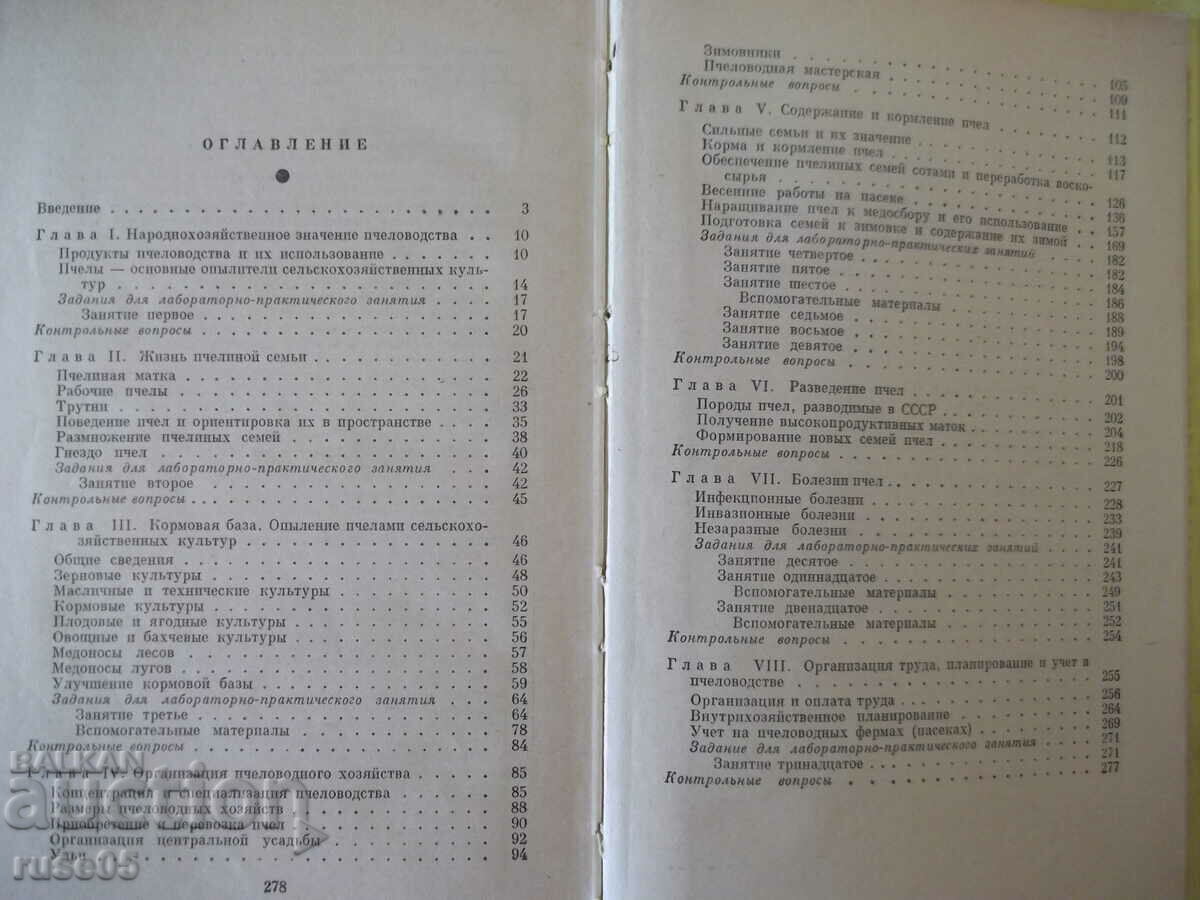 ОГЛАВЛЕНИЕ
Введение . . . . . . . . . . . . . . . . 3
Глава I. Народнохозяйственное значение пчеловодства . . 10
Продукты пчеловодства и их использование . . . . . 10
Пчелы — основные опылители сельскохозяйственных куль-
тур . . . . . . . . . . . . . . . . 14
Задания для лабораторно-практического занятия . . . . 17
Занятие первое . . . . . . . . . . . . 17
Контрольные вопросы . . . . . . . . . . . . 20
Глава II. Жизнь пчелиной семьи . . . . . . . . 21
Пчелиная матка . . . . . . . . . . . . . 22
Рабочие пчелы . . . . . . . . . . . . . 26
Трутни . . . . . . . . . . . . . . . 33
Поведение пчел и ориентировка их в пространстве . . . 35
Размножение пчелиных семей . . . . . . . . . 38
Гнездо пчел . . . . . . . . . . . . . . 40
Задания для лабораторно-практического занятия . . . 42
Занятие второе . . . . . . . . . . . . 42
Контрольные вопросы . . . . . . . . . . . . 45
Глава III. Кормовая база. Опыление пчелами сельскохо-
зяйственных культур . . . . . . . . . . . 46
Общие сведения . . . . . . . . . . . . . 46
Зерновые культуры . . . . . . . . . . . . 48
Масличные и технические культуры . . . . . . . 50
Кормовые культуры . . . . . . . . . . . . 52
Плодовые и ягодные культуры . . . . . . . . . 55
Овощные и бахчевые культуры . . . . . . . . . 56
Медоносы лесов . . . . . . . . . . . . . 57
Медоносы лугов . . . . . . . . . . . . . 58
Улучшение кормовой базы . . . . . . . . . . 59
Задания для лабораторно-практического занятия . . . 64
Занятие третье . . . . . . . . . . . . 64
Вспомогательные материалы . . . . . . . . 78
Контрольные вопросы . . . . . . . . . . . . 84
Глава IV. Организация пчеловодного хозяйства . . . . 85
Концентрация и специализация пчеловодства . . . . 85
Размеры пчеловодных хозяйств . . . . . . . . 88
Приобретение и перевозка пчел . . . . . . . . 90
Организация центральной усадьбы . . . . . . . 92
Ульи . . . . . . . . . . . . . . . . 94
278
Зимовники . . . . . . . . . . . . . . 105
Пчеловодная мастерская . . . . . . . . . . 109
Контрольные вопросы . . . . . . . . . . . 111
Глава V. Содержание и кормление пчел . . . . . . 112
Сильные семьи и их значение . . . . . . . . . 113
Корма и кормление пчел . . . . . . . . . . 117
Обеспечение пчелиных семей сотами и переработка воско-
сырья . . . . . . . . . . . . . . . 126
Весенние работы на пасеке . . . . . . . . . 136
Наращивание пчел к медосбору и его использование . . 157
Подготовка семей к зимовке и содержание их зимой . . 169
Задания для лабораторно-практических занятий . . . . 182
Занятие четвертое . . . . . . . . . . . 182
Занятие пятое . . . . . . . . . . . . 184
Занятие шестое . . . . . . . . . . . . 186
Вспомогательные материалы . . . . . . . 188
Занятие седьмое . . . . . . . . . . . . 189
Занятие восьмое . . . . . . . . . . . . 194
Занятие девятое . . . . . . . . . . . . 198
Контрольные вопросы . . . . . . . . . . . . 200
Глава VI. Разведение пчел . . . . . . . . . . 201
Породы пчел, разводимые в СССР . . . . . . . . 202
Получение высокопродуктивных маток . . . . . . . 204
Формирование новых семей пчел . . . . . . . . 218
Контрольные вопросы . . . . . . . . . . . . 226
Глава VII. Болезни пчел . . . . . . . . . . . 227
Инфекционные болезни . . . . . . . . . . . 228
Инвазионные болезни . . . . . . . . . . . 233
Незаразные болезни . . . . . . . . . . . . 239
Задания для лабораторно-практических занятий . . . . 241
Занятие десятое . . . . . . . . . . . . 241
Занятие одиннадцатое . . . . . . . . . . 243
Вспомогательные материалы . . . . . . . . 249
Занятие двенадцатое . . . . . . . . . . 251
Вспомогательные материалы . . . . . . . . 252
Контрольные вопросы . . . . . . . . . . . . 254
Глава VIII. Организация труда, планирование и учет в
пчеловодстве . . . . . . . . . . . . . 255
Организация и оплата труда . . . . . . . . . 256
Внутрихозяйственное планирование . . . . . . . 264
Учет на пчеловодных фермах (пасеках) . . . . . . 269
Задание для лабораторно-практического занятия . . . . 271
Занятие тринадцатое . . . . . . . . . . 271
Контрольные вопросы . . . . . . . . . . . . 277
BALKAN
auction
ruse05